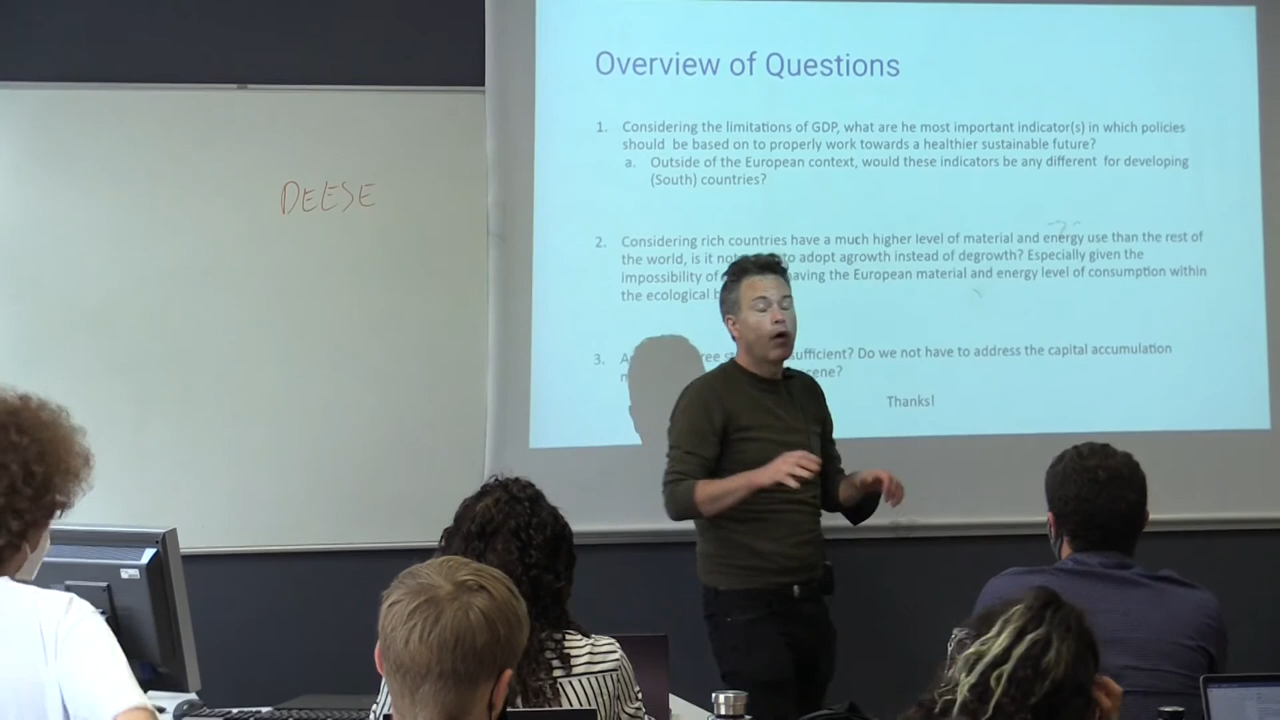 DEESE
Overview of Questions
1. Considering the limitations of GDP, what are he most important indicator(s) in which policies
should be based on to properly work towards a healthier sustainable future?
a. Outside of the European context, would these indicators be any different for developing
(South) countries?
2. Considering rich countries have a much higher level of material and energy use than the rest of
the world, is it to adopt agrowth instead of degrowth? Especially given the
impossibility of having the European material and energy level of consumption within
the ecological
3. sufficient? Do we not have to address the capital accumulation
Thanks!